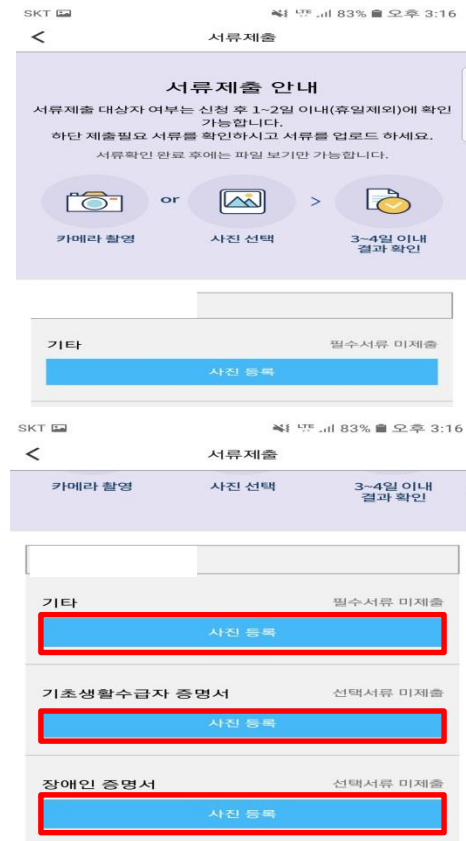 SKT LTE 83% 오후 3:16
< 서류제출
서류제출 안내
서류제출 대상자 여부는 신청 후 1~2일 이내(휴일제외)에 확인
가능합니다.
하단 제출필요 서류를 확인하시고 서류를 업로드 하세요.
서류확인 완료 후에는 파일 보기만 가능합니다.
or >
카메라 촬영 사진 선택 3~4일 이내
결과 확인
기타 필수서류 미제출
사진 등록
SKT LTE 83% 오후 3:16
< 서류제출
카메라 촬영 사진 선택 3~4일 이내
결과 확인
기타 필수서류 미제출
사진 등록
기초생활수급자 증명서 선택서류 미제출
사진 등록
장애인 증명서 선택서류 미제출
사진 등록